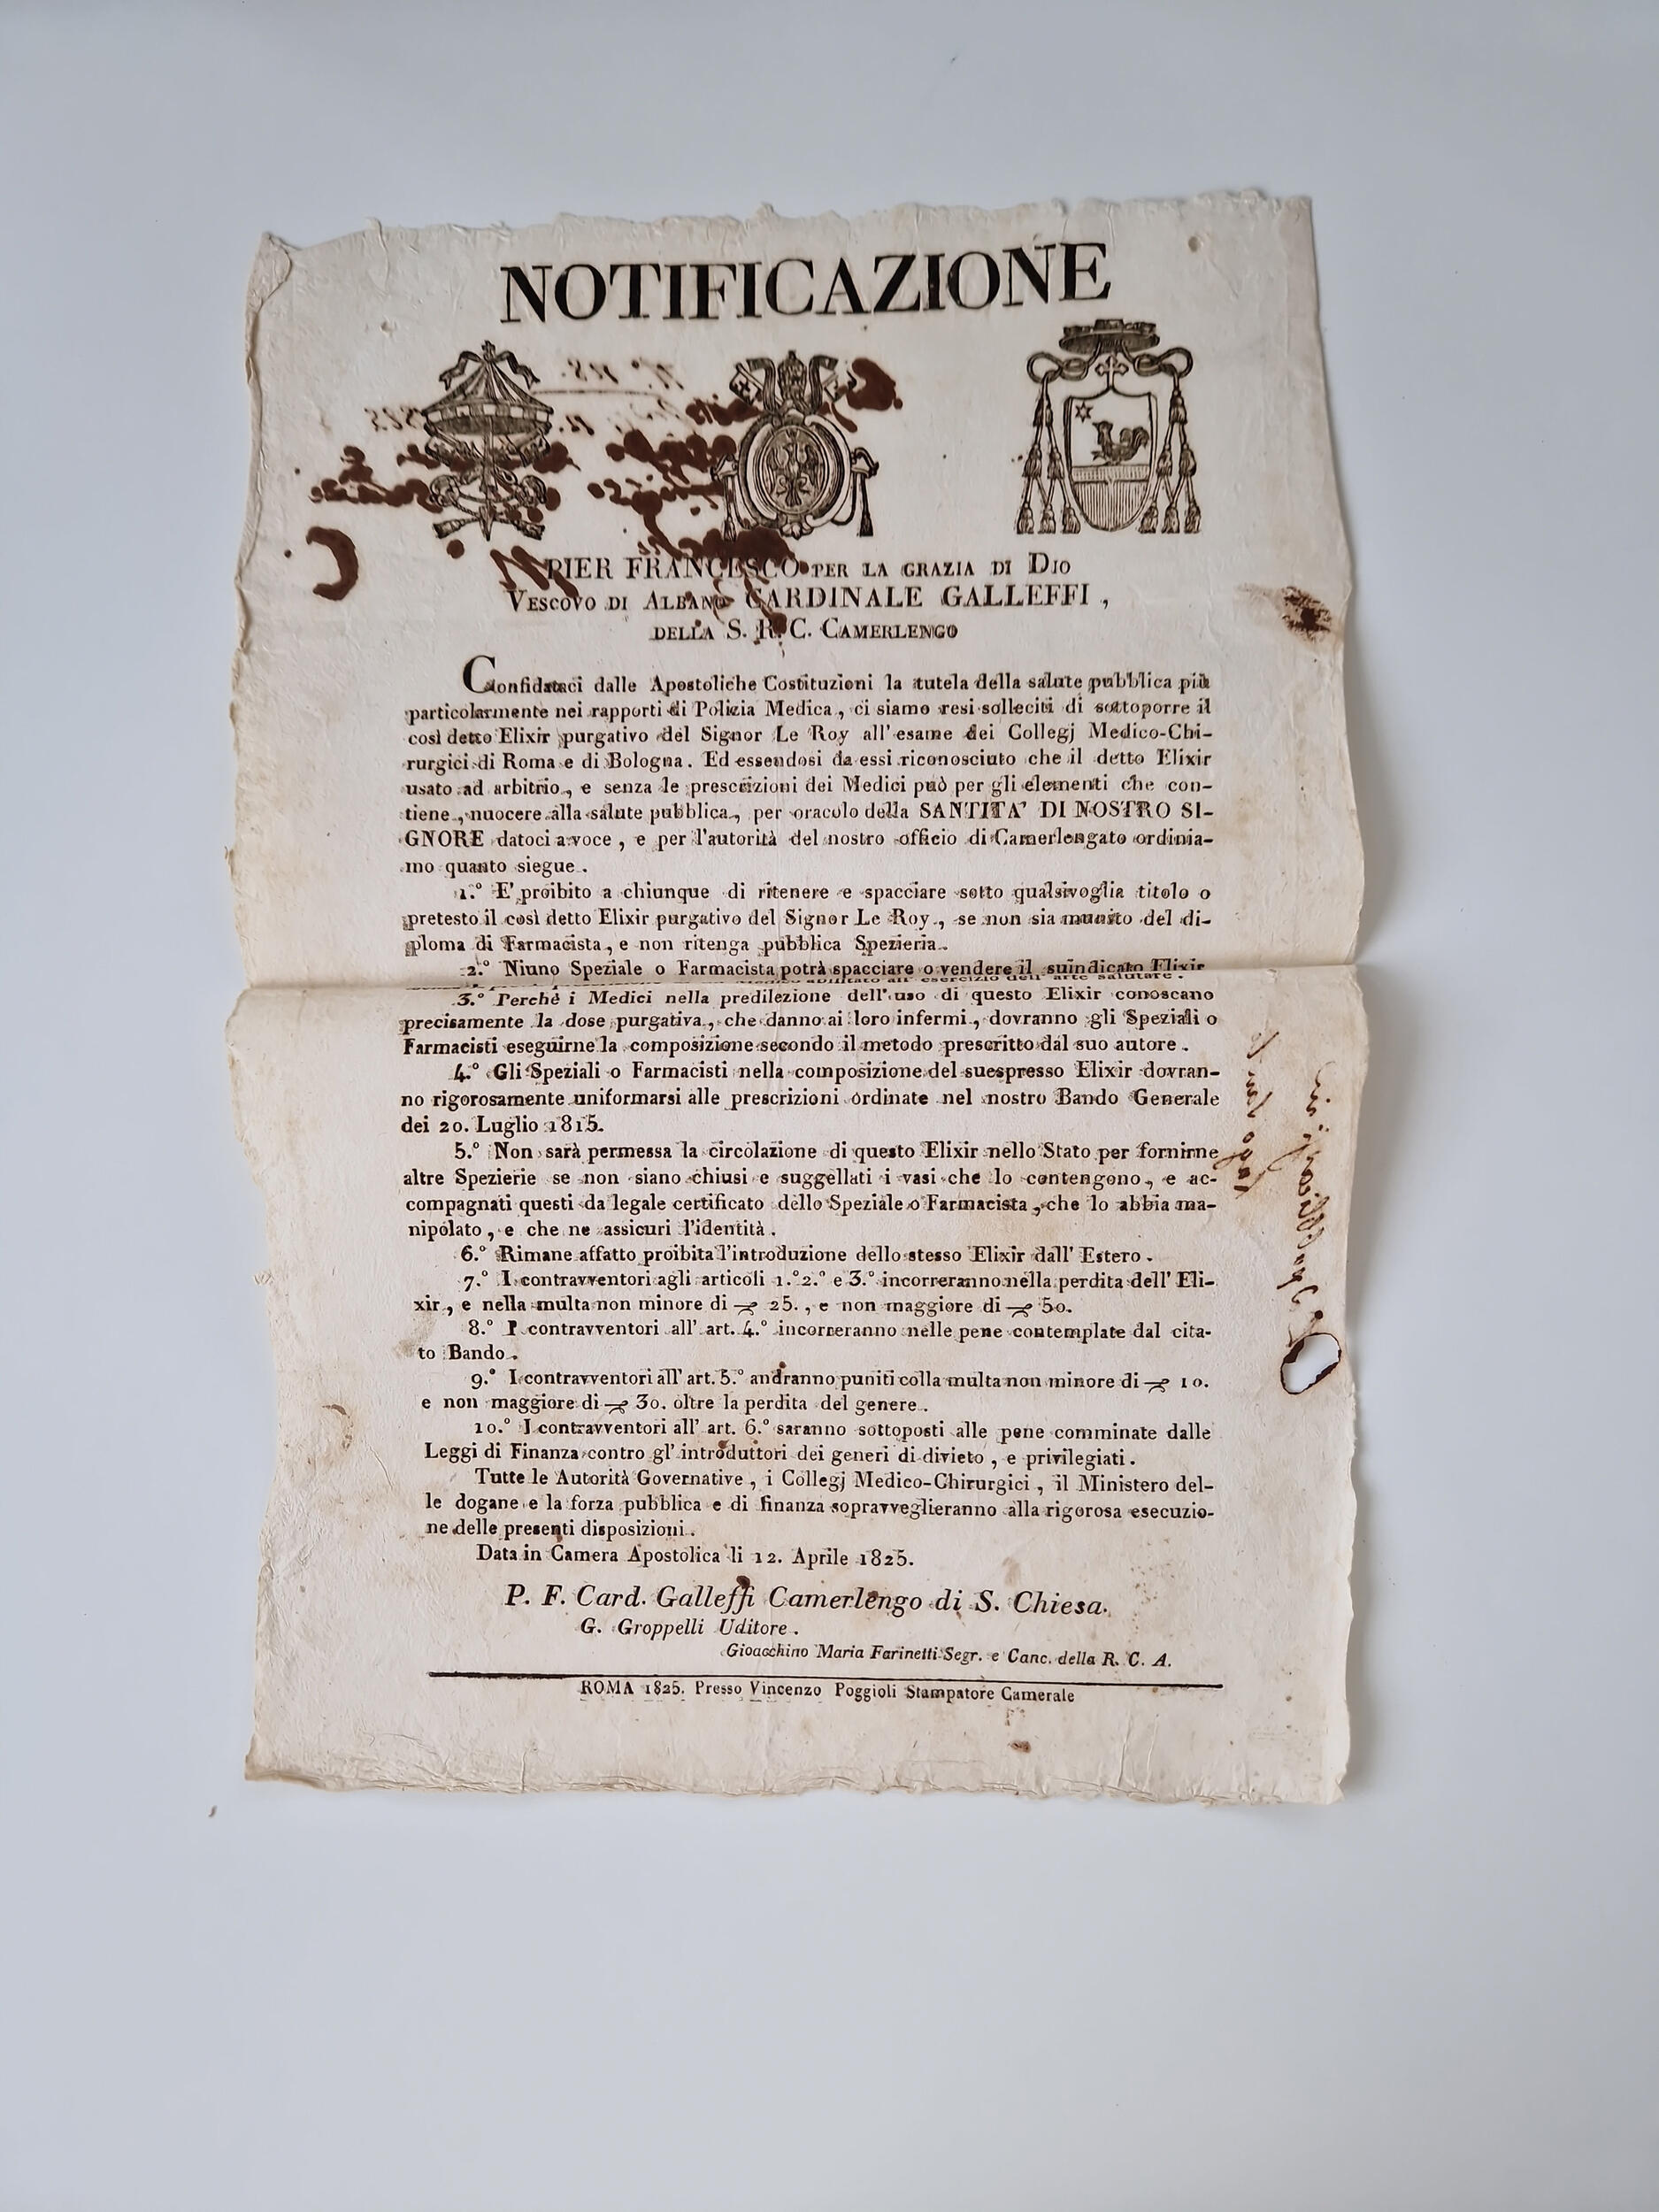 NOTIFICAZIONE
PIER FRANCESCO PER LA GRAZIA DI DIO
VESCOVO DI ALBANO CARDINALE GALLEFFI ,
DELLA S. R. C. CAMERLENGO
Confidataci dalle Apostoliche Costituzioni la tutela della salute pubblica più
particolarmente nei rapporti di Polizia Medica , ci siamo resi solleciti di sottoporre il
così detto Elixir purgativo del Signor Le Roy all' esame dei Collegj Medico-Chi-
rurgici di Roma e di Bologna . Ed essendosi da essi riconosciuto che il detto Elixir
usato ad arbitrio , e senza le prescrizioni dei Medici può per gli elementi che con-
tiene , nuocere alla salute pubblica , per oracolo della SANTITA' DI NOSTRO SI-
GNORE datoci a voce , e per l'autorità del nostro officio di Camerlengato ordinia-
mo quanto siegue .
1.° E' proibito a chiunque di ritenere e spacciare sotto qualsivoglia titolo o
pretesto il così detto Elixir purgativo del Signor Le Roy , se non sia munito del di-
ploma di Farmacista , e non ritenga pubblica Spezieria .
2.° Niuno Speziale o Farmacista potrà spacciare o vendere il suindicato Elixir
abilitato all' esercizio dell' arte salutare .
3.° Perchè i Medici nella predilezione dell' uso di questo Elixir conoscano
precisamente la dose purgativa , che danno ai loro infermi , dovranno gli Speziali o
Farmacisti eseguirne la composizione secondo il metodo prescritto dal suo autore .
4.° Gli Speziali o Farmacisti nella composizione del suespresso Elixir dovran-
no rigorosamente uniformarsi alle prescrizioni ordinate nel nostro Bando Generale
dei 20. Luglio 1815.
5.° Non sarà permessa la circolazione di questo Elixir nello Stato per fornirne
altre Spezierie se non siano chiusi e suggellati i vasi che lo contengono , e ac-
compagnati questi da legale certificato dello Speziale o Farmacista , che lo abbia ma-
nipolato , e che ne assicuri l'identità .
6.° Rimane affatto proibita l'introduzione dello stesso Elixir dall' Estero .
7.° I contravventori agli articoli 1.° 2.° e 3.° incorreranno nella perdita dell' Eli-
xir , e nella multa non minore di 25. , e non maggiore di 50.
8.° I contravventori all' art. 4.° incorreranno nelle pene contemplate dal cita-
to Bando .
9.° I contravventori all' art. 5.° andranno puniti colla multa non minore di 10.
e non maggiore di 30. oltre la perdita del genere .
10.° I contravventori all' art. 6.° saranno sottoposti alle pene comminate dalle
Leggi di Finanza contro gl' introduttori dei generi di divieto , e privilegiati .
Tutte le Autorità Governative , i Collegj Medico-Chirurgici , il Ministero del-
le dogane e la forza pubblica e di finanza sopravveglieranno alla rigorosa esecuzio-
ne delle presenti disposizioni .
Data in Camera Apostolica li 12. Aprile 1825.
P. F. Card. Galleffi Camerlengo di S. Chiesa.
G. Groppelli Uditore .
Gioacchino Maria Farinetti Segr. e Canc. della R. C. A.
ROMA 1825. Presso Vincenzo Poggioli Stampatore Camerale